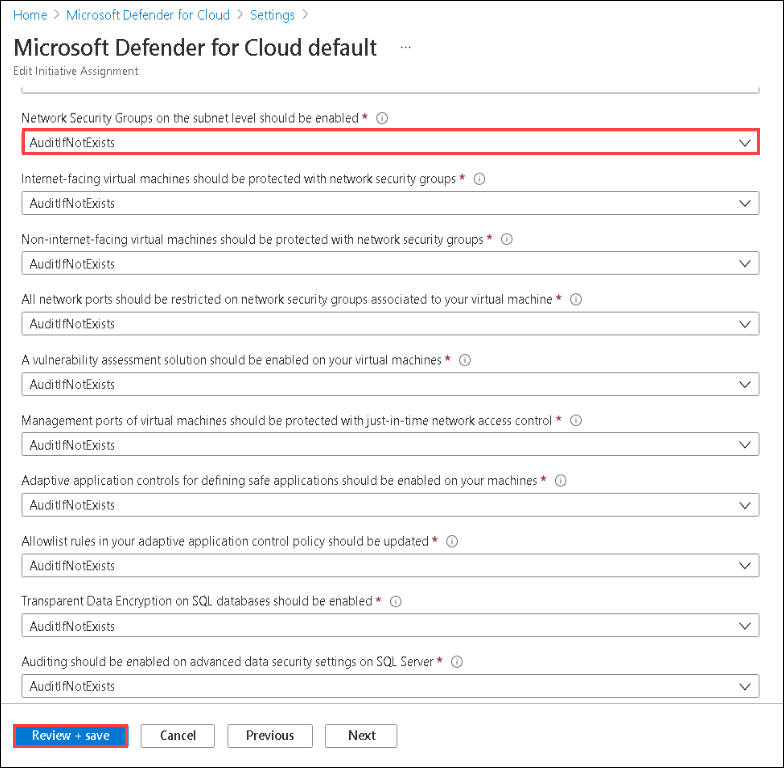 Home > Microsoft Defender for Cloud > Settings >
Microsoft Defender for Cloud default ...
Edit Initiative Assignment
Network Security Groups on the subnet level should be enabled *
AuditIfNotExists
Internet-facing virtual machines should be protected with network security groups *
AuditIfNotExists
Non-internet-facing virtual machines should be protected with network security groups *
AuditIfNotExists
All network ports should be restricted on network security groups associated to your virtual machine *
AuditIfNotExists
A vulnerability assessment solution should be enabled on your virtual machines *
AuditIfNotExists
Management ports of virtual machines should be protected with just-in-time network access control *
AuditIfNotExists
Adaptive application controls for defining safe applications should be enabled on your machines *
AuditIfNotExists
Allowlist rules in your adaptive application control policy should be updated *
AuditIfNotExists
Transparent Data Encryption on SQL databases should be enabled *
AuditIfNotExists
Auditing should be enabled on advanced data security settings on SQL Server *
AuditIfNotExists
Review + save Cancel Previous Next